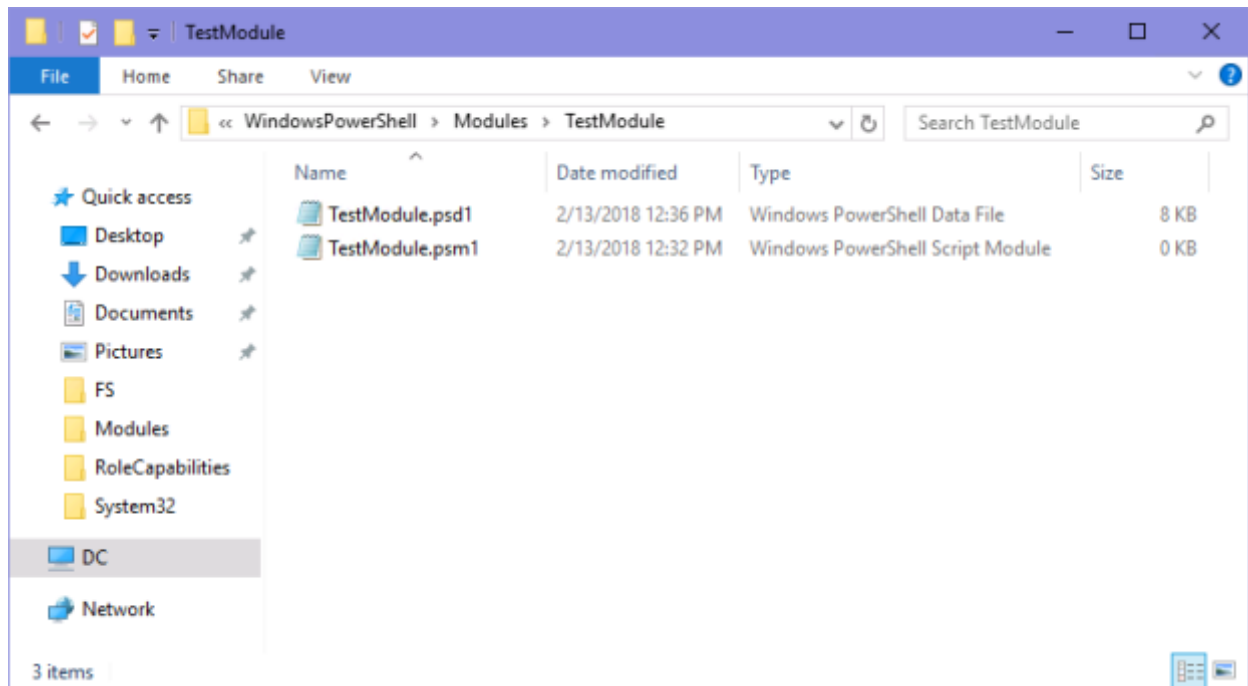 TestModule
File Home Share View
« WindowsPowerShell > Modules > TestModule Search TestModule
Name Date modified Type Size
Quick access
TestModule.psd1 2/13/2018 12:36 PM Windows PowerShell Data File 8 KB
Desktop
TestModule.psm1 2/13/2018 12:32 PM Windows PowerShell Script Module 0 KB
Downloads
Documents
Pictures
FS
Modules
RoleCapabilities
System32
DC
Network
3 items